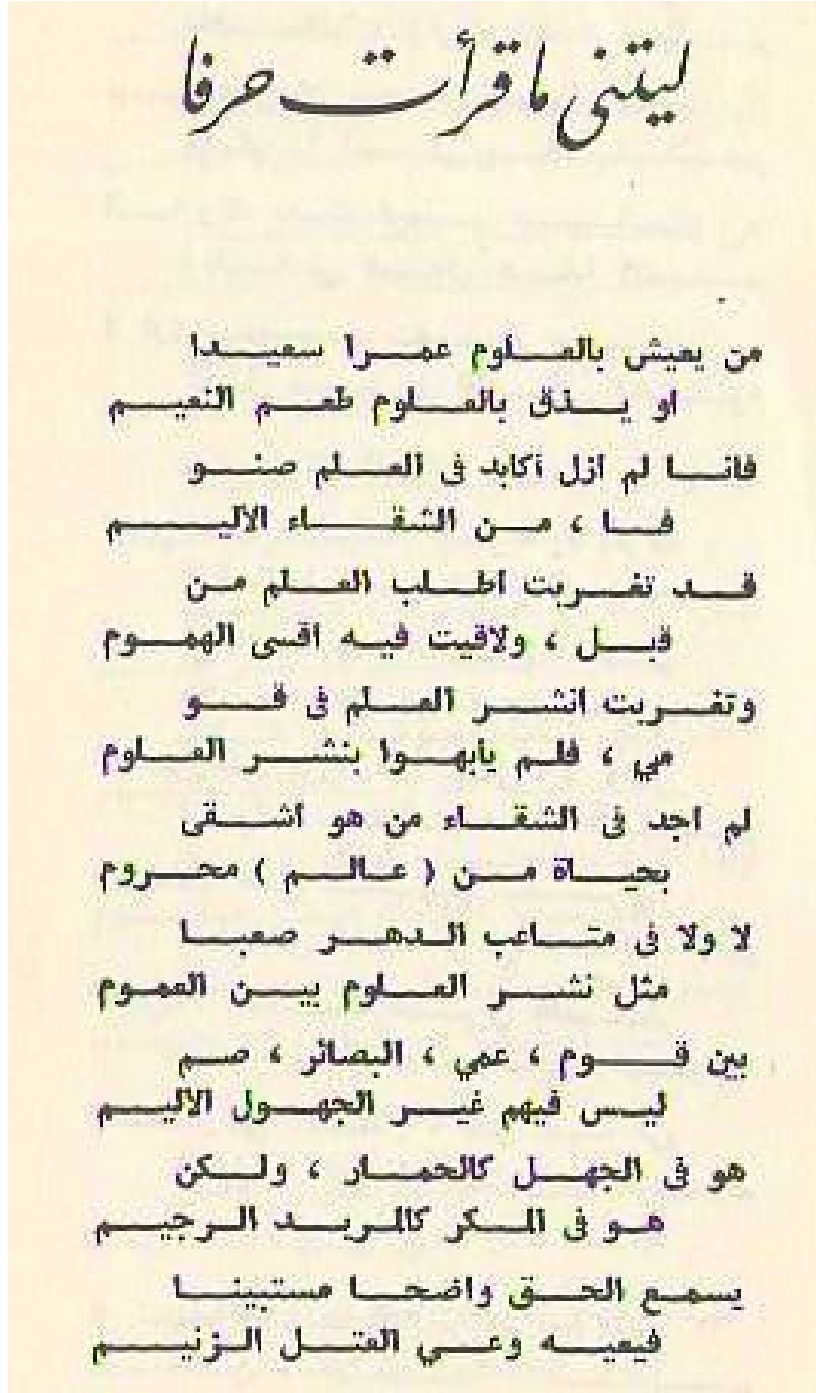 ليتنى ما قرأت حرفا
من يعيش بالعلوم عمرا سعيدا
او يذق بالعلوم طعم النعيم
فانا لم ازل أكابد فى العلم صنو
فا ، من الشقاء الأليم
قد تغربت اطلب العلم من
قبل ، ولاقيت فيه أقسى الهموم
وتغربت انشر العلم فى قو
مي ، فلم يأبهوا بنشر العلوم
لم اجد فى الشقاء من هو أشقى
بحياة من ( عالم ) محروم
لا ولا فى متاعب الدهر صعبا
مثل نشر العلوم بين العموم
بين قوم ، عمي ، البصائر ، صم
ليس فيهم غير الجهول الاليم
هو فى الجهل كالحمار ، ولكن
هو فى المكر كالمريد الرجيم
يسمع الحق واضحا مستبينا
فيعيه وعي العتل الزنيم